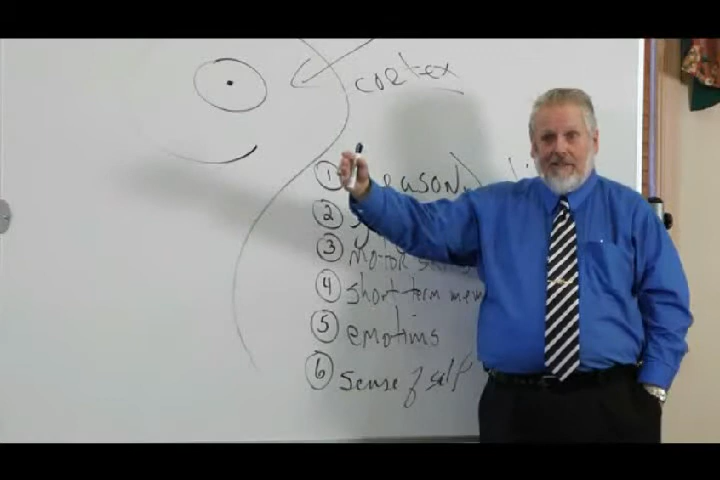 cortex
① reason
②
③ motor
④ short-term mem
⑤ emotions
⑥ sense of self